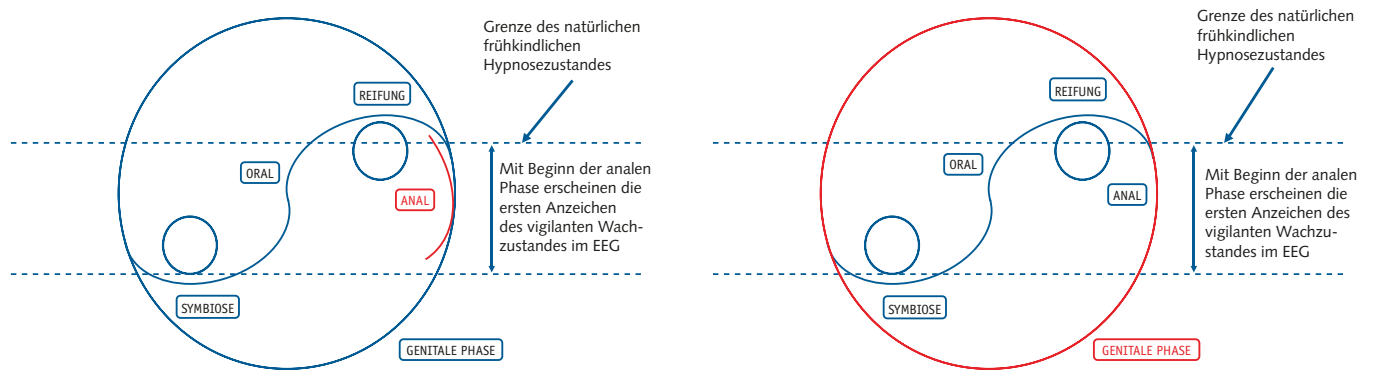 Grenze des natürlichen
frühkindlichen
Hypnosezustandes
REIFUNG
ORAL
Mit Beginn der analen
Phase erscheinen die
ersten Anzeichen
des vigilanten Wach-
zustandes im EEG
ANAL
SYMBIOSE
GENITALE PHASE
Grenze des natürlichen
frühkindlichen
Hypnosezustandes
REIFUNG
ORAL
Mit Beginn der analen
Phase erscheinen die
ersten Anzeichen des
vigilanten Wachzu-
standes im EEG
ANAL
SYMBIOSE
GENITALE PHASE